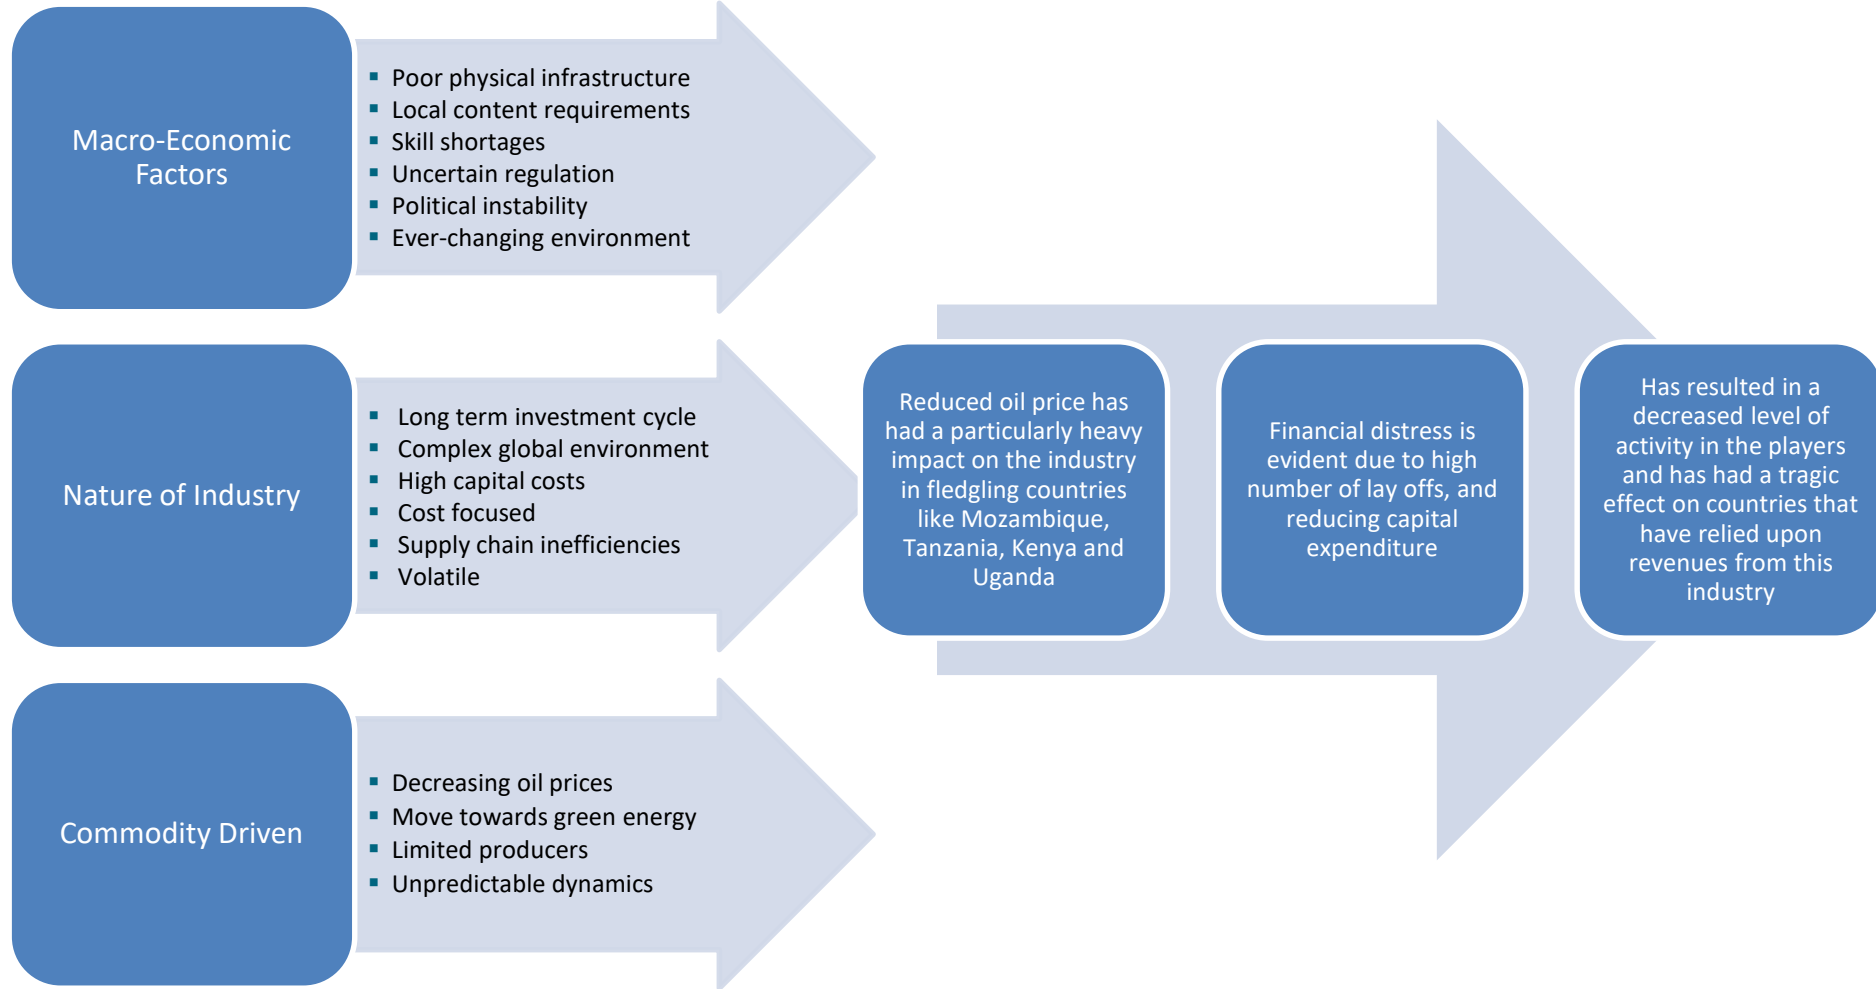 Macro-Economic
Factors
▪ Poor physical infrastructure
▪ Local content requirements
▪ Skill shortages
▪ Uncertain regulation
▪ Political instability
▪ Ever-changing environment
Nature of Industry
▪ Long term investment cycle
▪ Complex global environment
▪ High capital costs
▪ Cost focused
▪ Supply chain inefficiencies
▪ Volatile
Commodity Driven
▪ Decreasing oil prices
▪ Move towards green energy
▪ Limited producers
▪ Unpredictable dynamics
Reduced oil price has
had a particularly heavy
impact on the industry
in fledgling countries
like Mozambique,
Tanzania, Kenya and
Uganda
Financial distress is
evident due to high
number of lay offs, and
reducing capital
expenditure
Has resulted in a
decreased level of
activity in the players
and has had a tragic
effect on countries that
have relied upon
revenues from this
industry